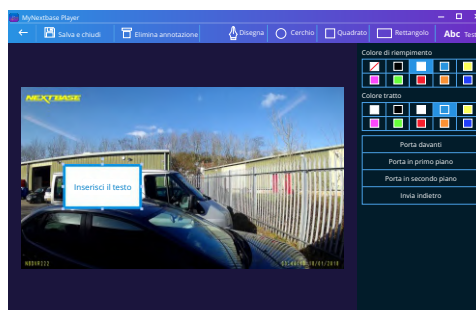 MyNextbase Player
Salva e chiudi
Elimina annotazione
Disegna
Cerchio
Quadrato
Rettangolo
Abc Test
Colore di riempimento
NEXTBASE
Colore tratto
Porta davanti
Porta in primo piano
Porta in secondo piano
Invia indietro
Inserisci il testo